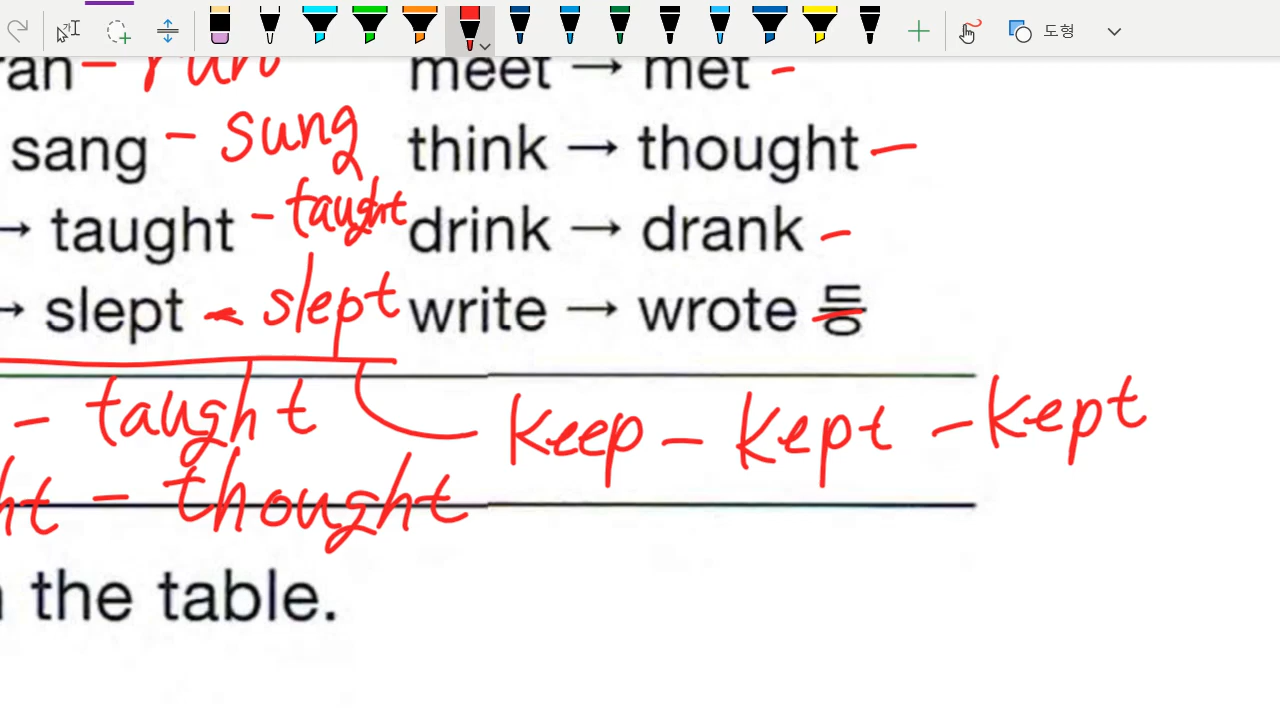 도형
ran - run meet → met -
sang - sung think → thought -
→ taught - taught drink → drank -
→ slept - slept write → wrote 등
- taught keep - kept - kept
ht - thought
the table.